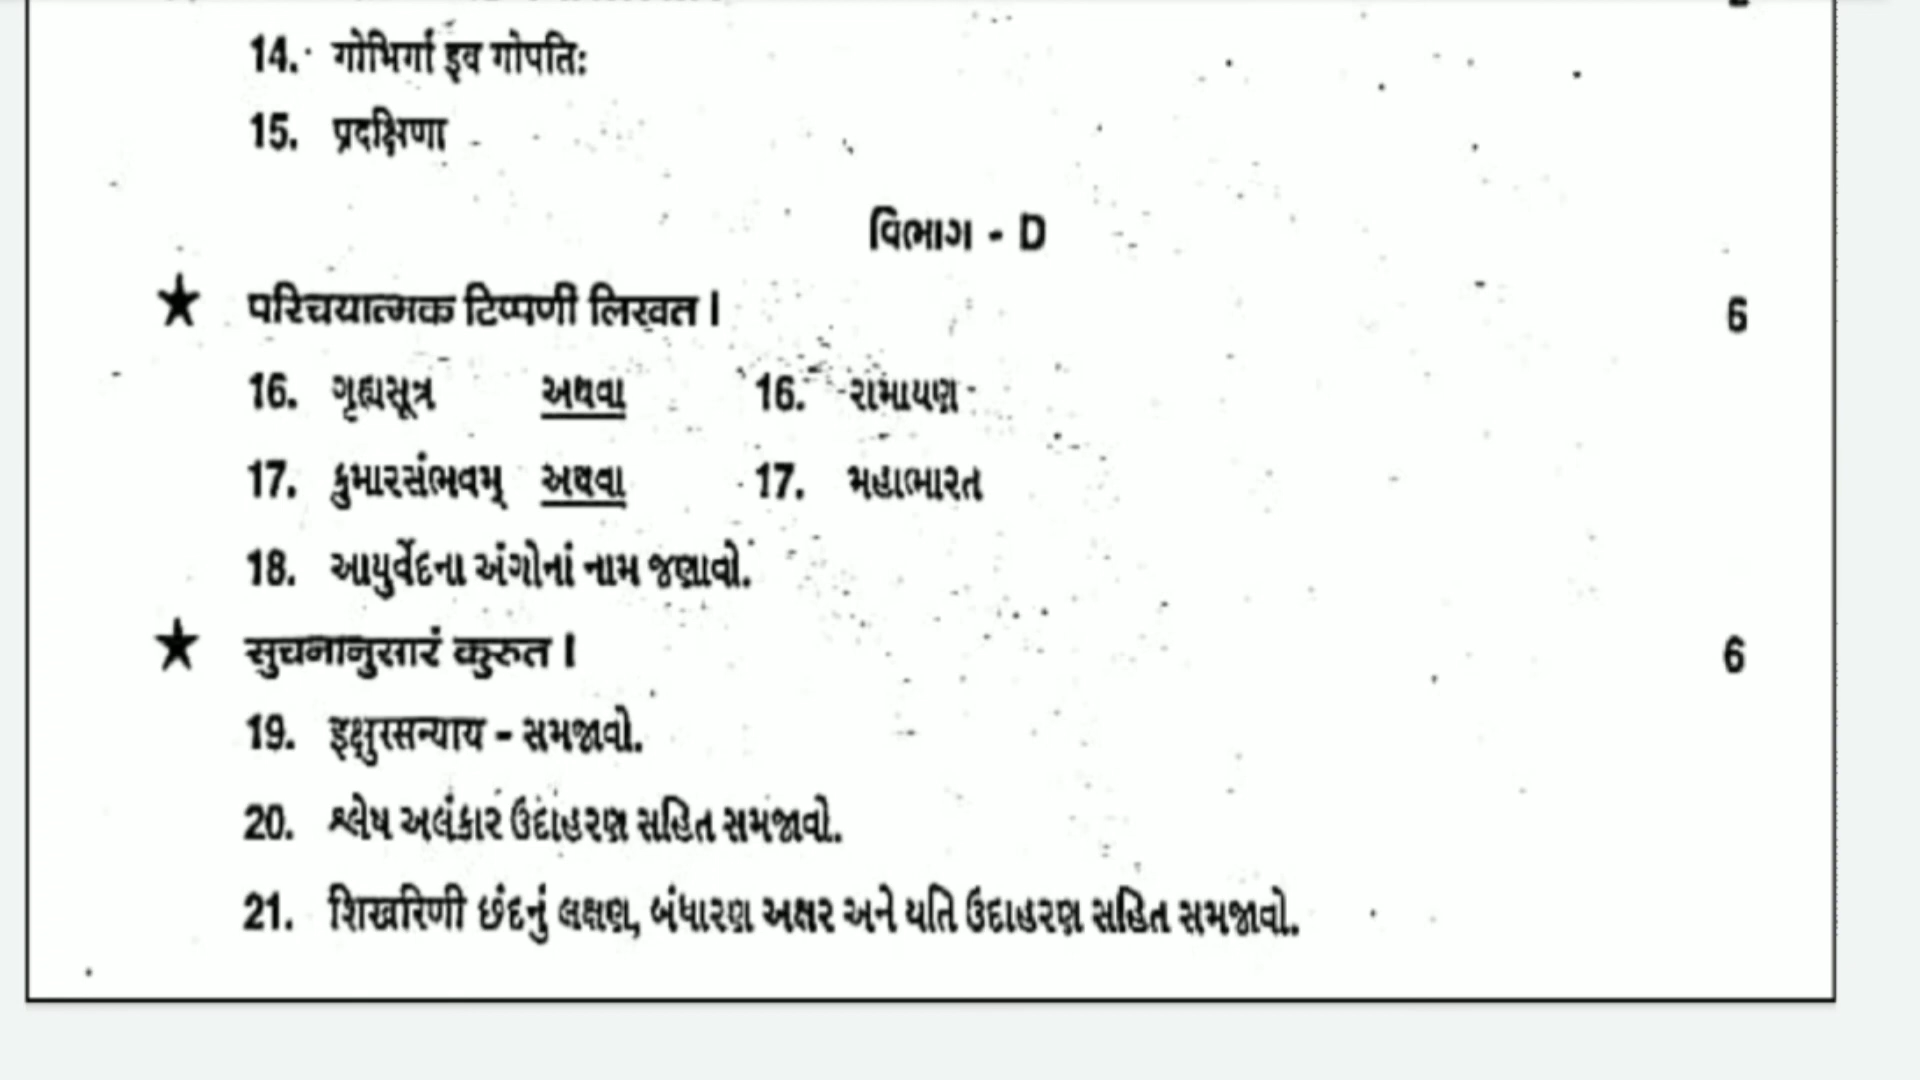 14. गोभिर्गा इव गोपतिः
15. प्रदक्षिणा
વિભાગ - D
★ परिचयात्मक टिप्पणी लिखत । 6
16. ગૃહ્યસૂત્ર અથવા 16. રામાયણ
17. કુમારસંભવમ્ અથવા 17. મહાભારત
18. આયુર્વેદના અંગોનાં નામ જણાવો.
★ सुचनानुसारं कुरुत । 6
19. इक्षुरसन्याय - સમજાવો.
20. શ્લેષ અલંકાર ઉદાહરણ સહિત સમજાવો.
21. शिखरिणी છંદનું લક્ષણ, બંધારણ અક્ષર અને યતિ ઉદાહરણ સહિત સમજાવો.